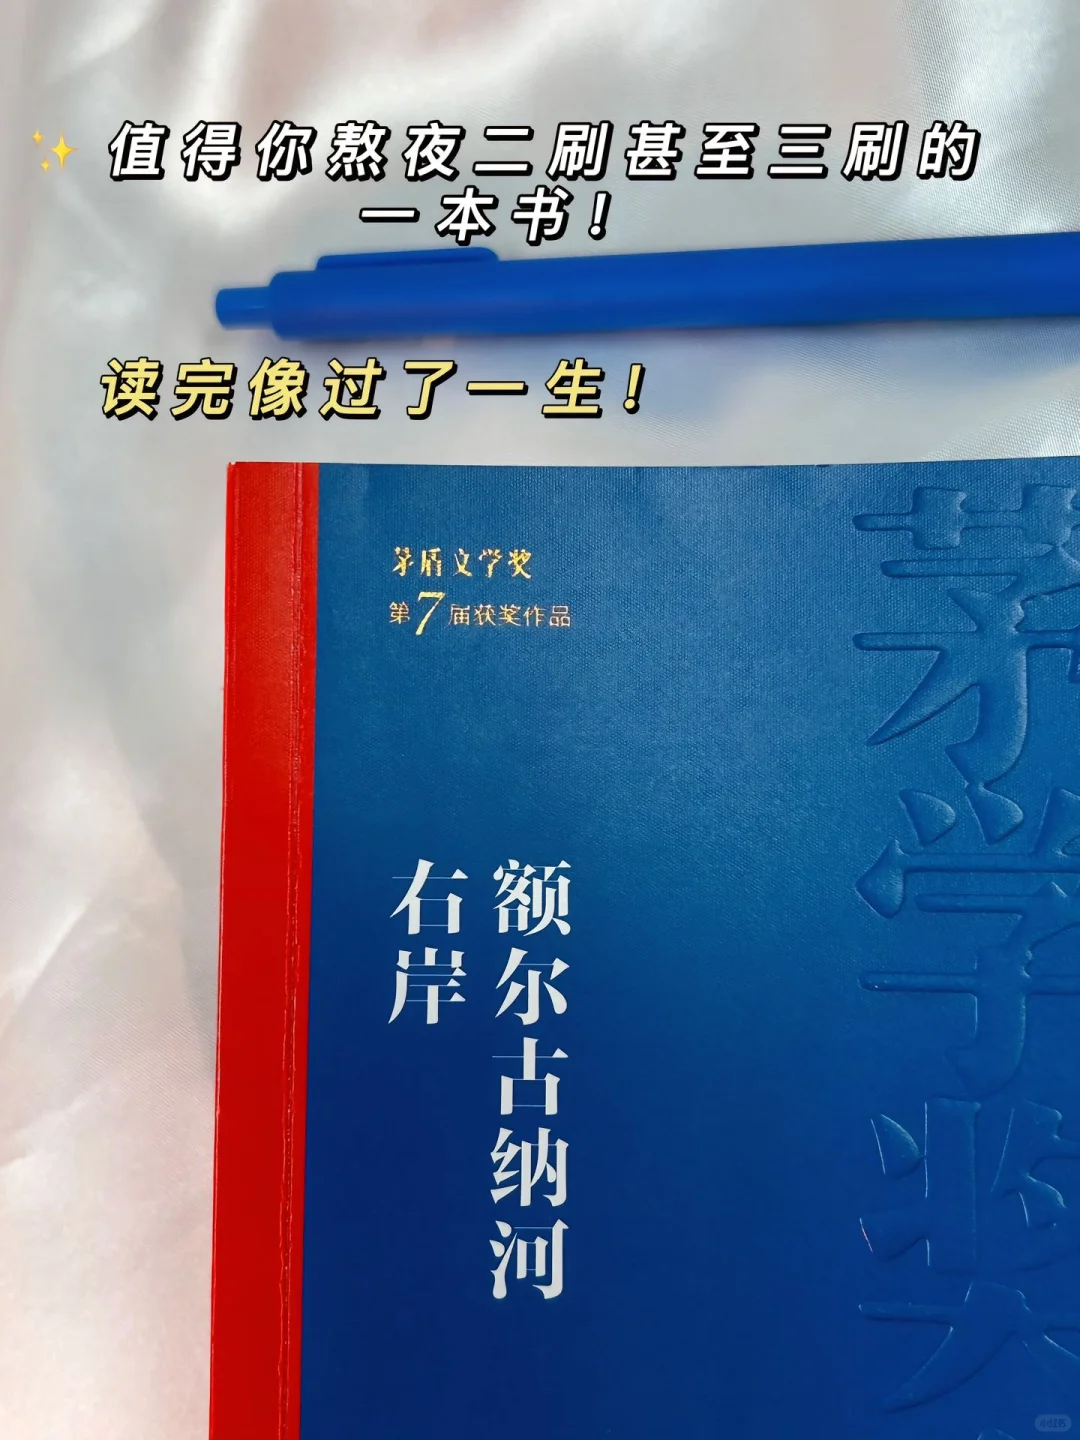 值得你熬夜二刷甚至三刷的
一本书！
读完像过了一生！
茅盾文学奖
第7届获奖作品
额尔古纳河
右岸
茅
学
奖